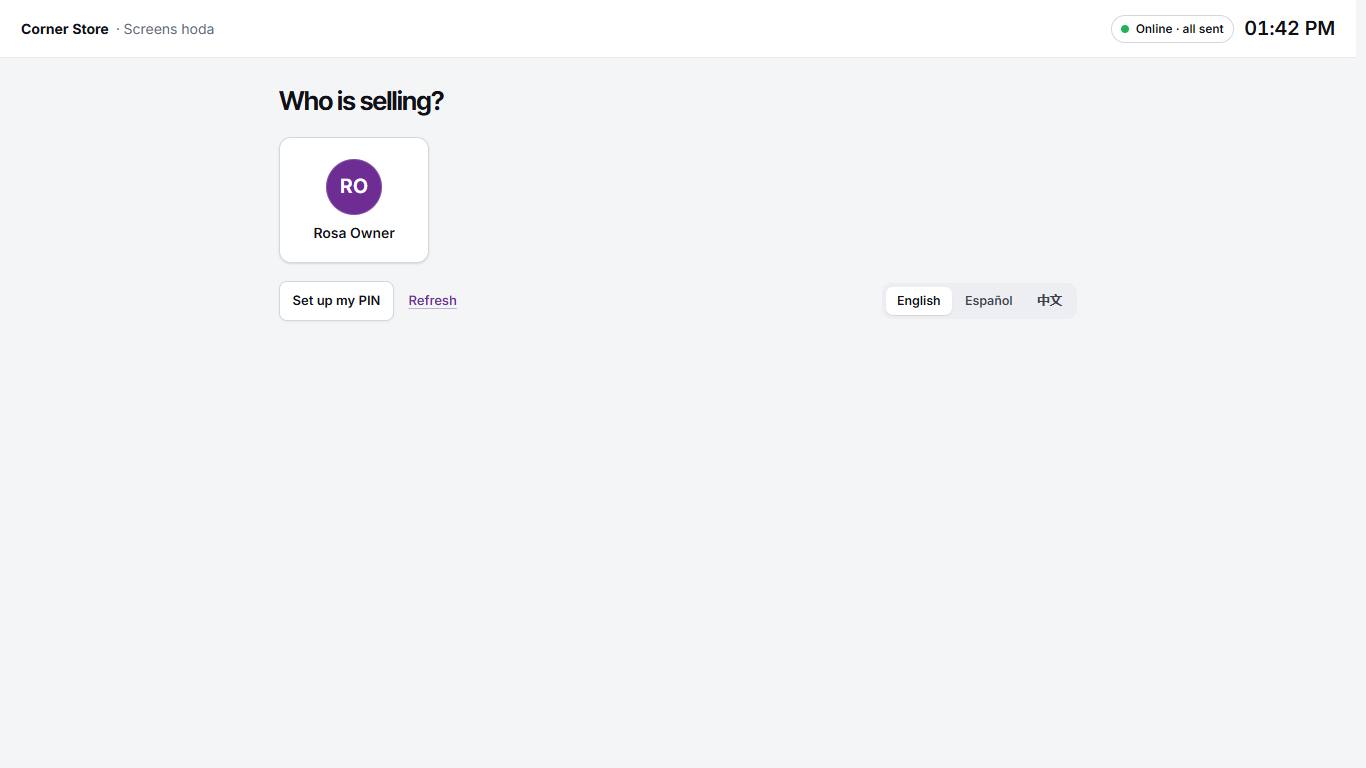 Corner Store · Screens hoda
Online · all sent
01:42 PM
Who is selling?
RO
Rosa Owner
Set up my PIN
Refresh
English
Español
中文